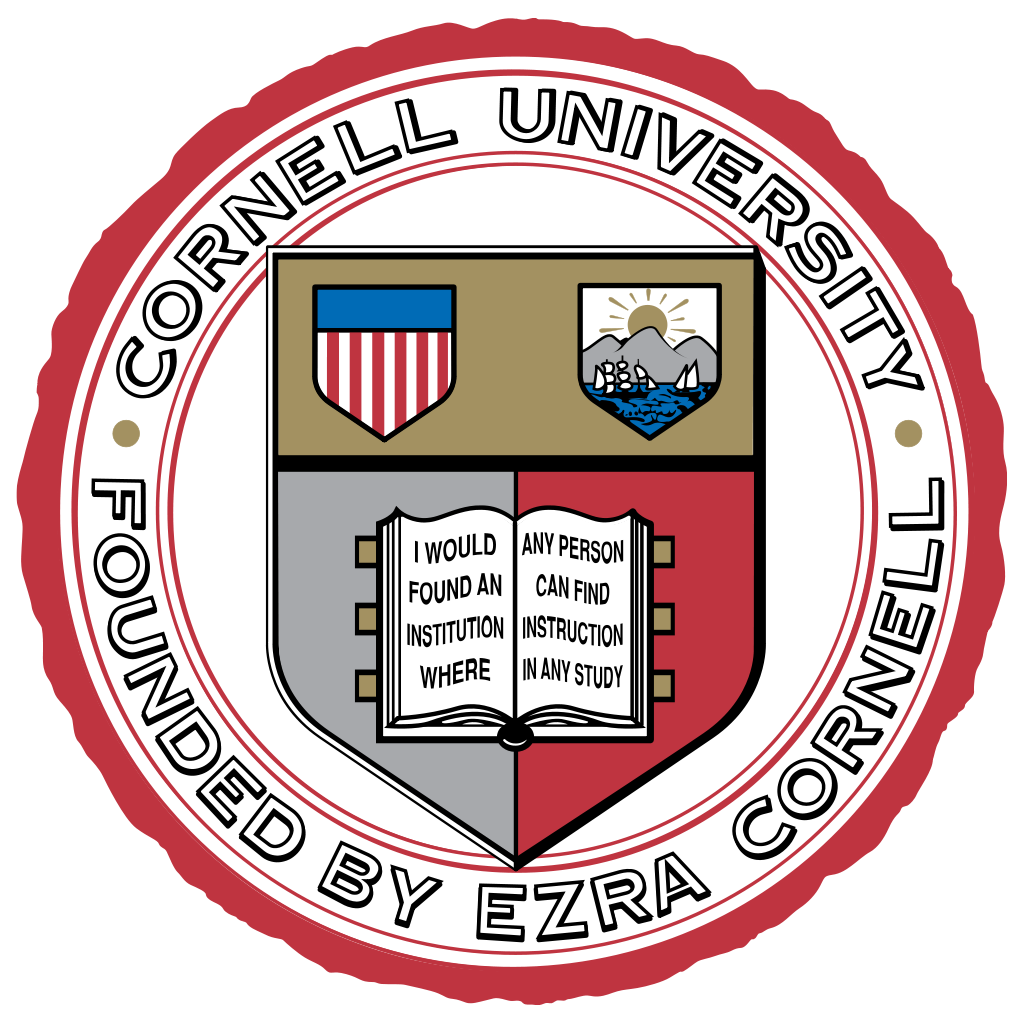 CORNELL UNIVERSITY
I WOULD
FOUND AN
INSTITUTION
WHERE
ANY PERSON
CAN FIND
INSTRUCTION
IN ANY STUDY
FOUNDED BY EZRA CORNELL